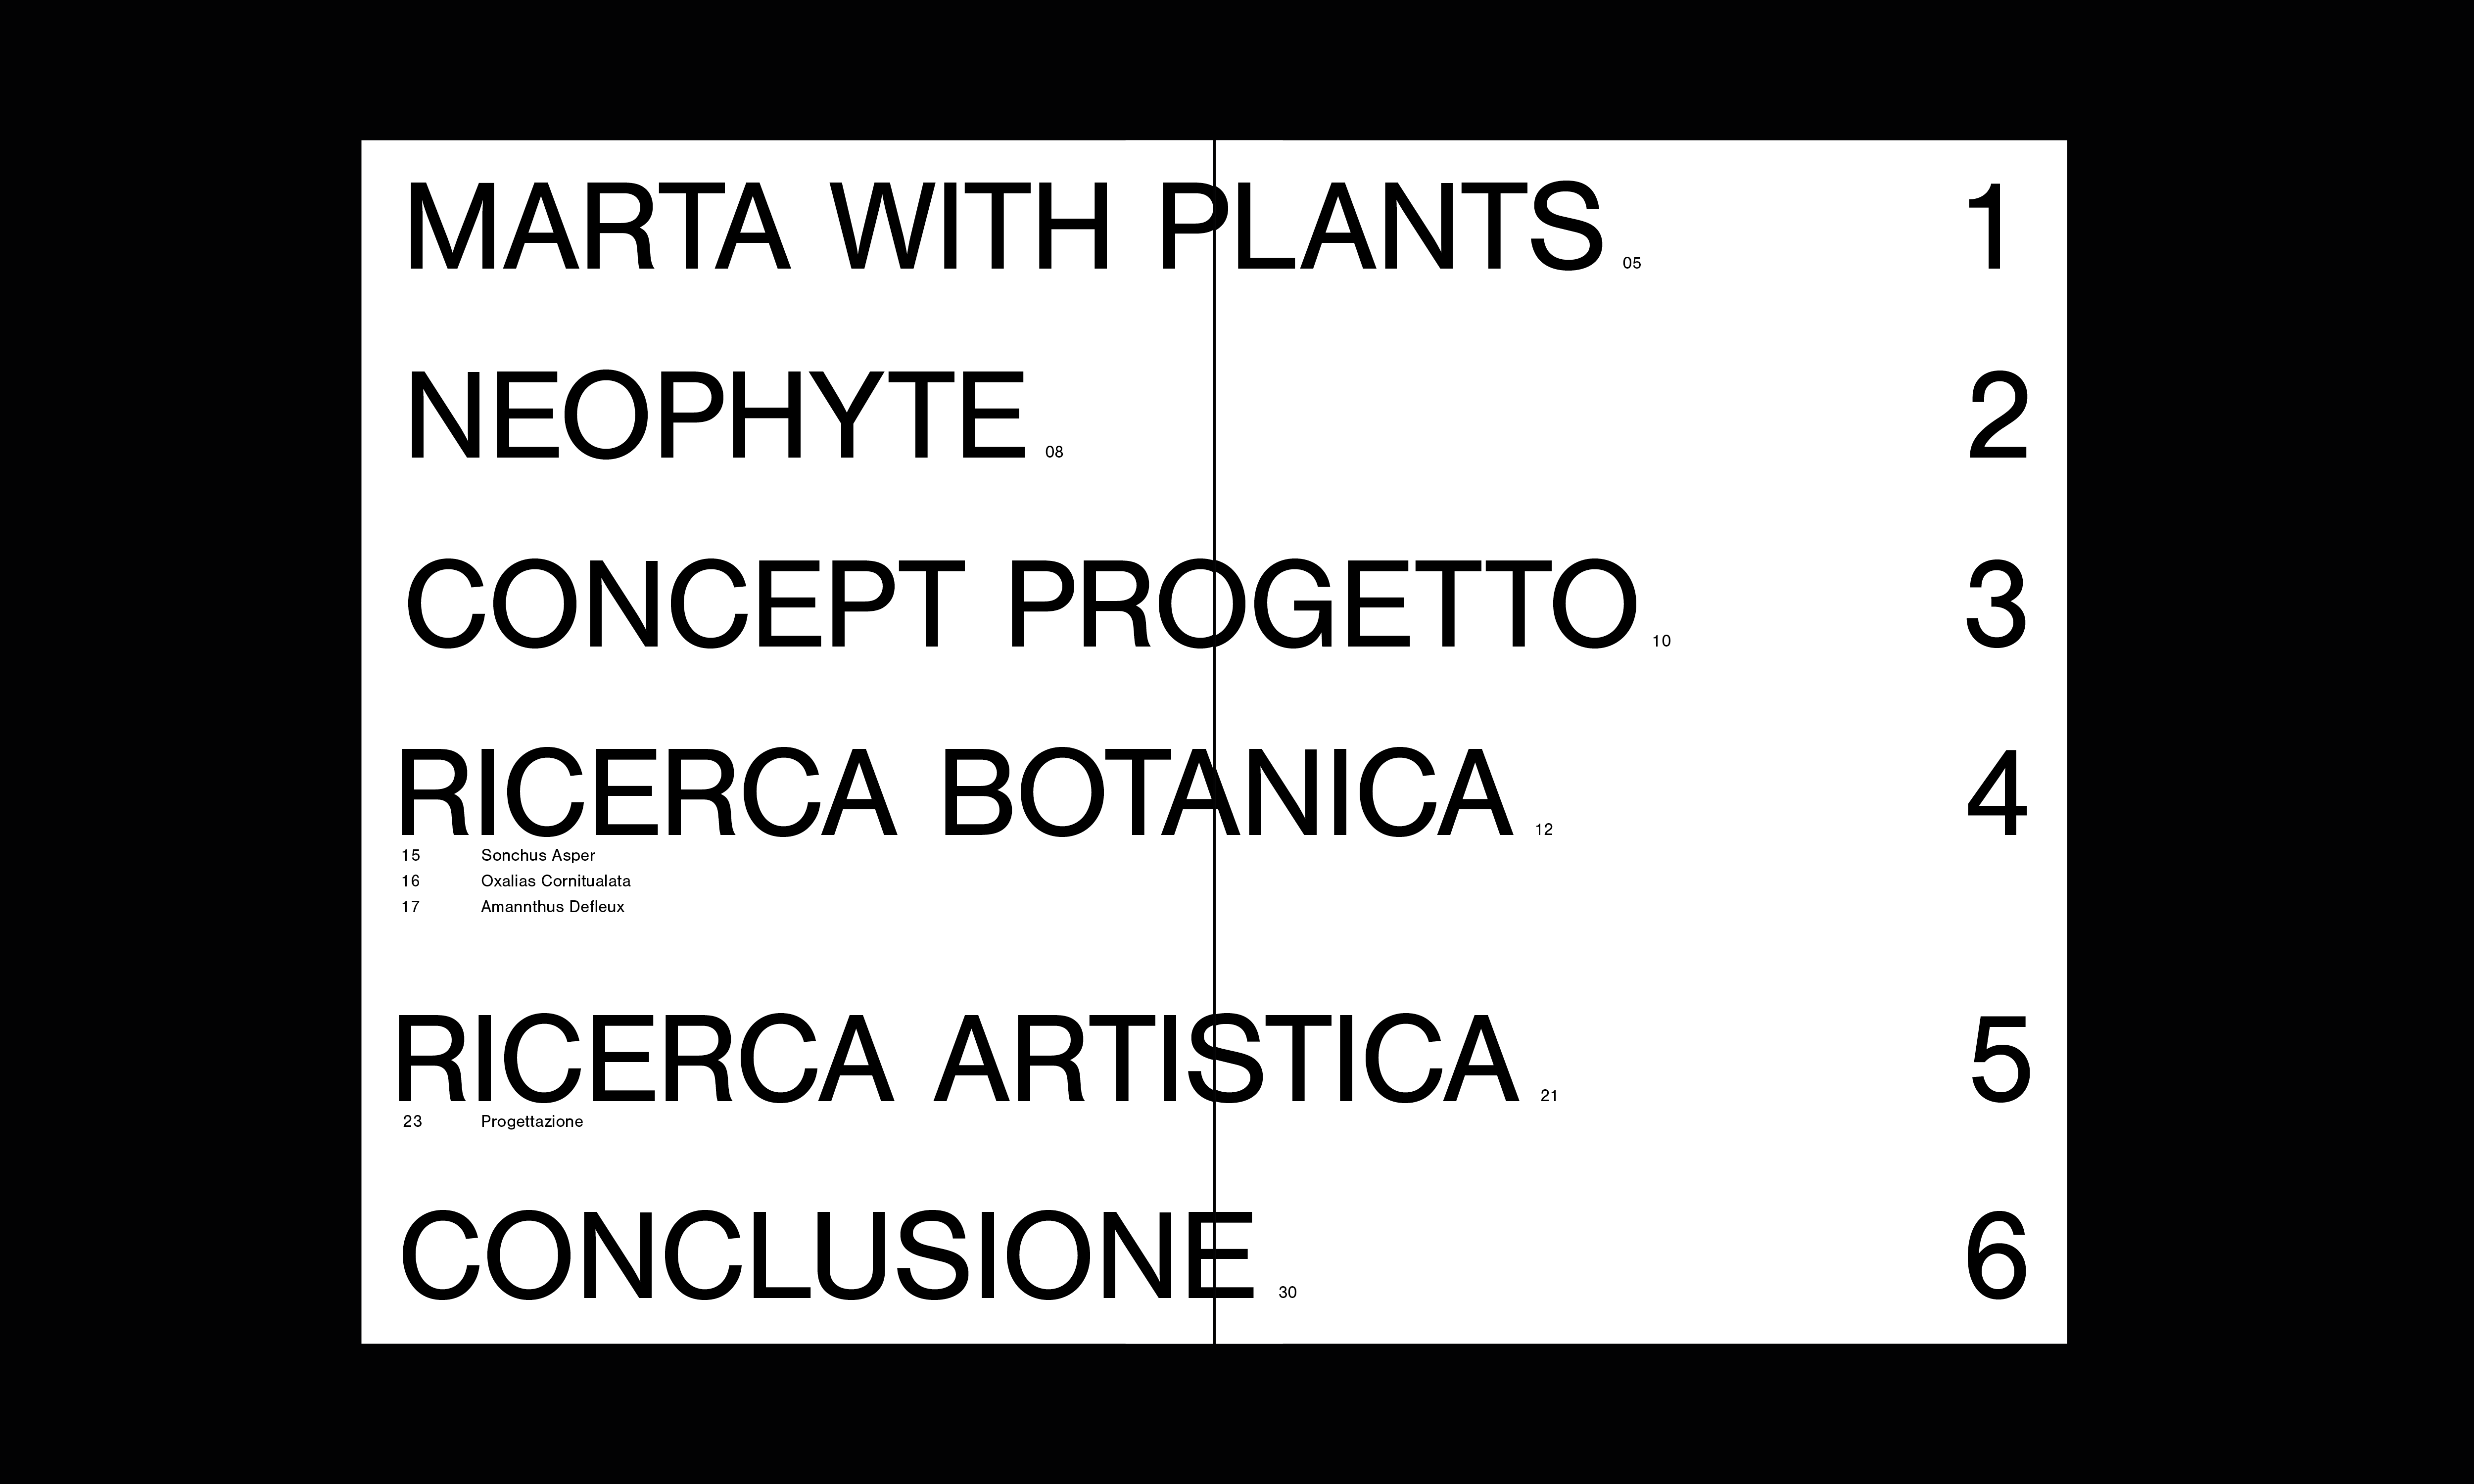 MARTA WITH PLANTS 05 1
NEOPHYTE 08 2
CONCEPT PROGETTO 10 3
RICERCA BOTANICA 12 4
15 Sonchus Asper
16 Oxalias Cornitualata
17 Amannthus Defleux
RICERCA ARTISTICA 21 5
23 Progettazione
CONCLUSIONE 30 6